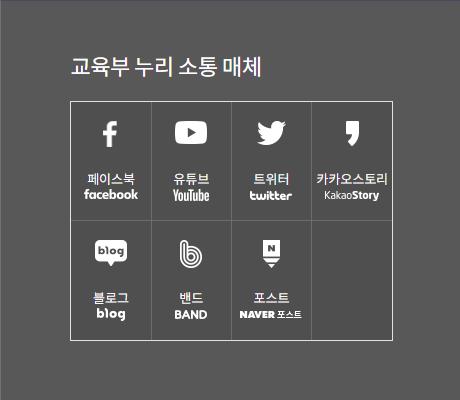 교육부 누리 소통 매체
페이스북
facebook
유튜브
YouTube
트위터
twitter
카카오스토리
KakaoStory
blog
블로그
blog
밴드
BAND
N
포스트
NAVER 포스트